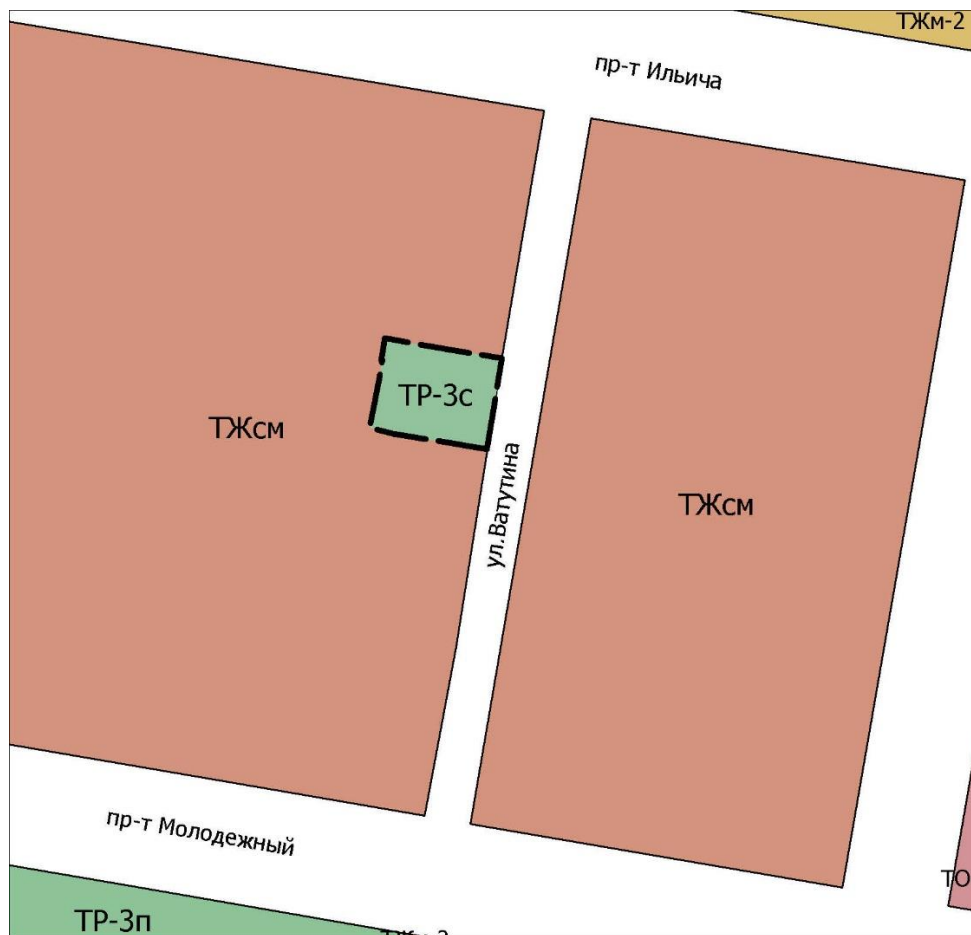 ТЖм-2
пр-т Ильича
ТР-3с
ТЖсм
ТЖсм
ул.Ватутина
пр-т Молодежный
ТО
ТР-3п